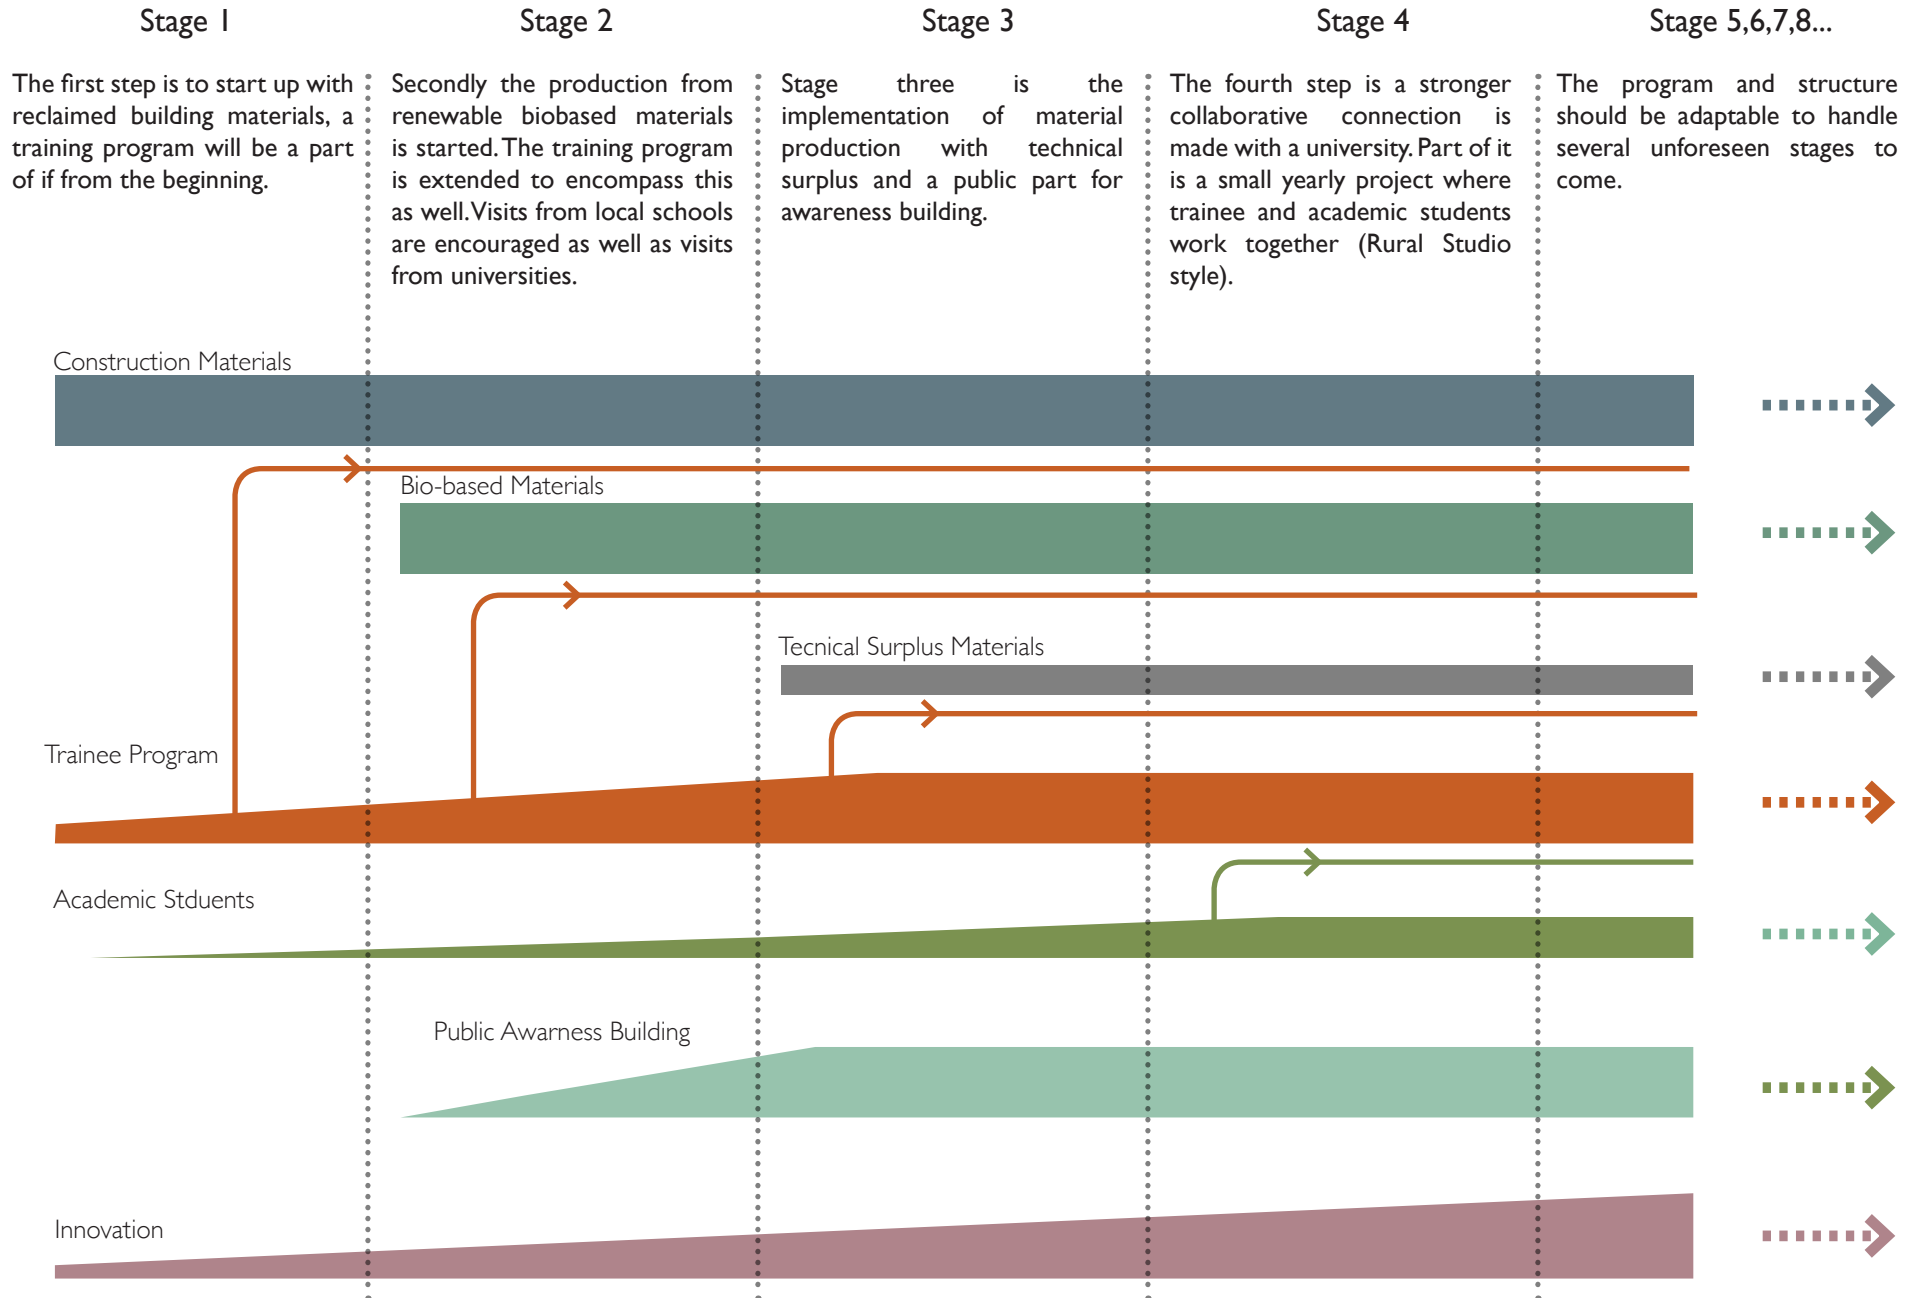 Stage 1
The first step is to start up with
reclaimed building materials, a
training program will be a part
of if from the beginning.
Stage 2
Secondly the production from
renewable biobased materials
is started. The training program
is extended to encompass this
as well. Visits from local schools
are encouraged as well as visits
from universities.
Stage 3
Stage three is the
implementation of material
production with technical
surplus and a public part for
awareness building.
Stage 4
The fourth step is a stronger
collaborative connection is
made with a university. Part of it
is a small yearly project where
trainee and academic students
work together (Rural Studio
style).
Stage 5,6,7,8...
The program and structure
should be adaptable to handle
several unforeseen stages to
come.
Construction Materials
Bio-based Materials
Tecnical Surplus Materials
Trainee Program
Academic Stduents
Public Awarness Building
Innovation